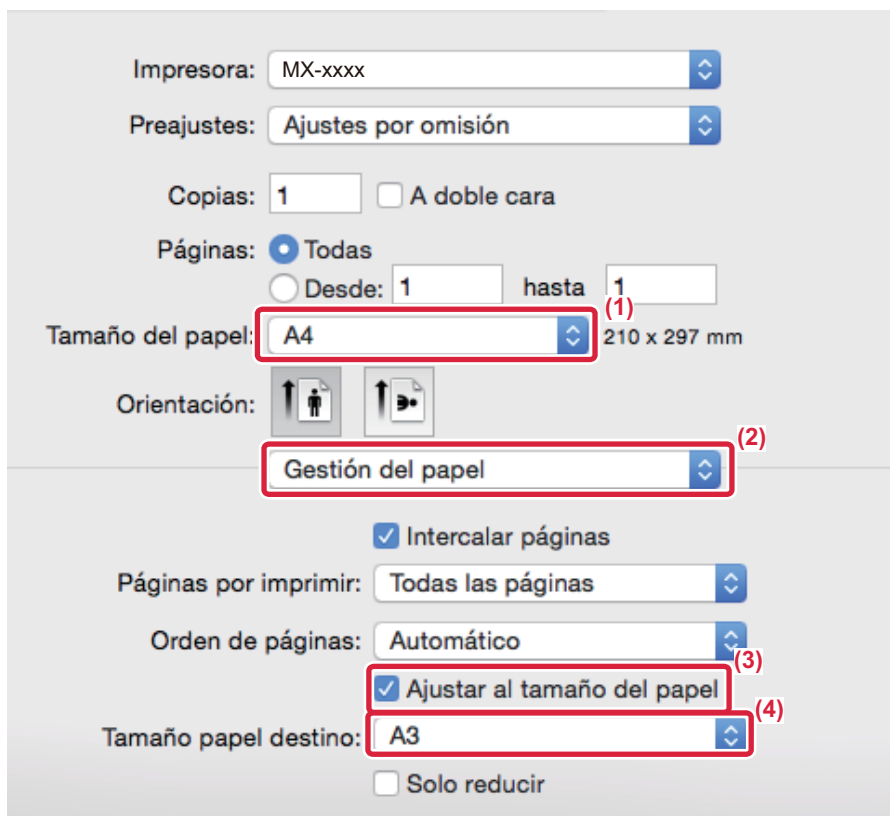 Impresora: MX-xxxx
Preajustes: Ajustes por omisión
Copias: 1 A doble cara
Páginas: Todas
Desde: 1 hasta 1
(1)
Tamaño del papel: A4 210 x 297 mm
Orientación:
(2)
Gestión del papel
Intercalar páginas
Páginas por imprimir: Todas las páginas
Orden de páginas: Automático
(3)
Ajustar al tamaño del papel
(4)
Tamaño papel destino: A3
Solo reducir